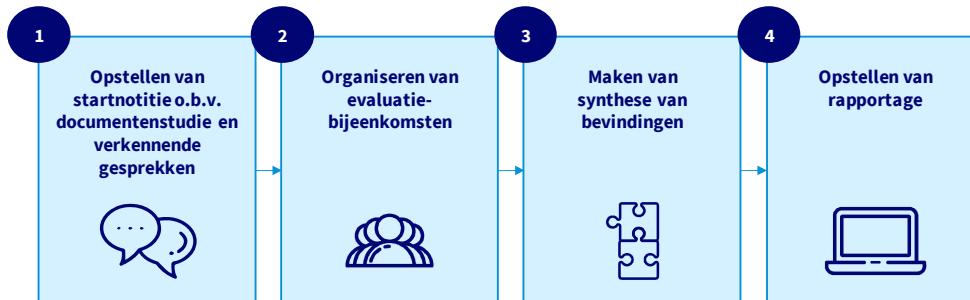 1
Opstellen van
startnotitie o.b.v.
documentenstudie en
verkennende
gesprekken
2
Organiseren van
evaluatie-
bijeenkomsten
3
Maken van
synthese van
bevindingen
4
Opstellen van
rapportage